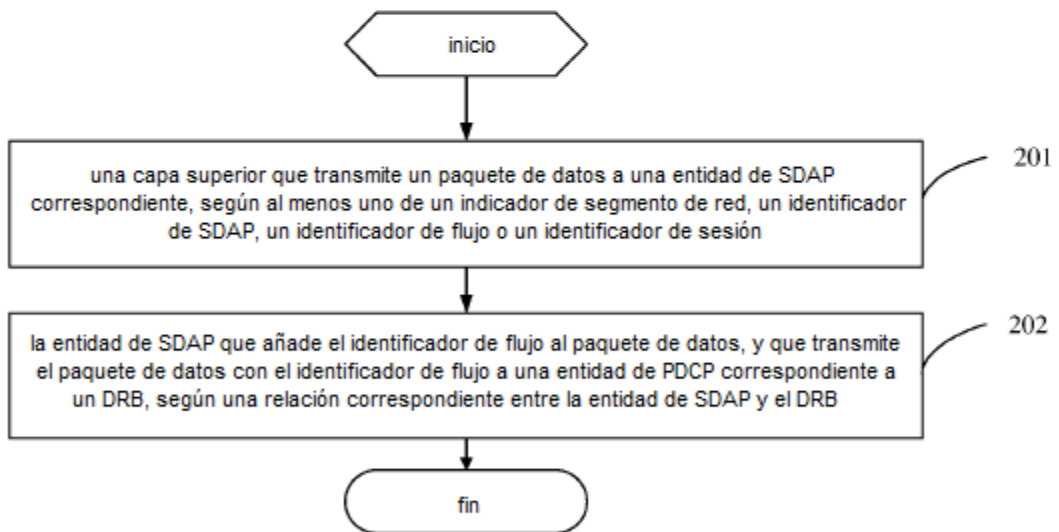 inicio
una capa superior que transmite un paquete de datos a una entidad de SDAP
correspondiente, según al menos uno de un indicador de segmento de red, un identificador
de SDAP, un identificador de flujo o un identificador de sesión
201
la entidad de SDAP que añade el identificador de flujo al paquete de datos, y que transmite
el paquete de datos con el identificador de flujo a una entidad de PDCP correspondiente a
un DRB, según una relación correspondiente entre la entidad de SDAP y el DRB
202
fin